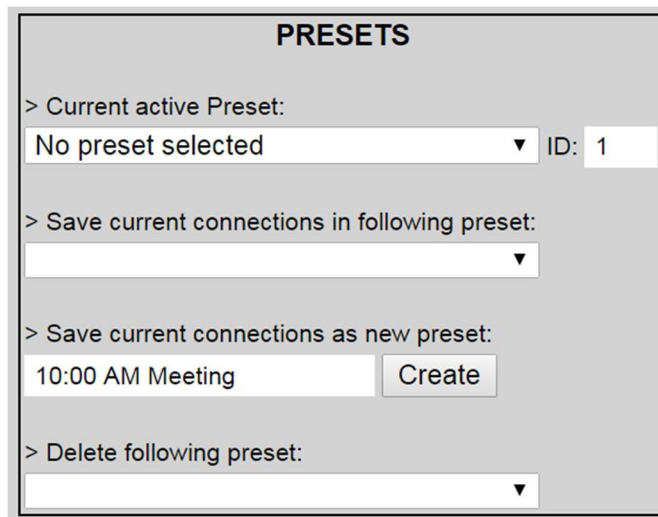 PRESETS
> Current active Preset:
No preset selected ▼ ID: 1
> Save current connections in following preset:
▼
> Save current connections as new preset:
10:00 AM Meeting Create
> Delete following preset:
▼